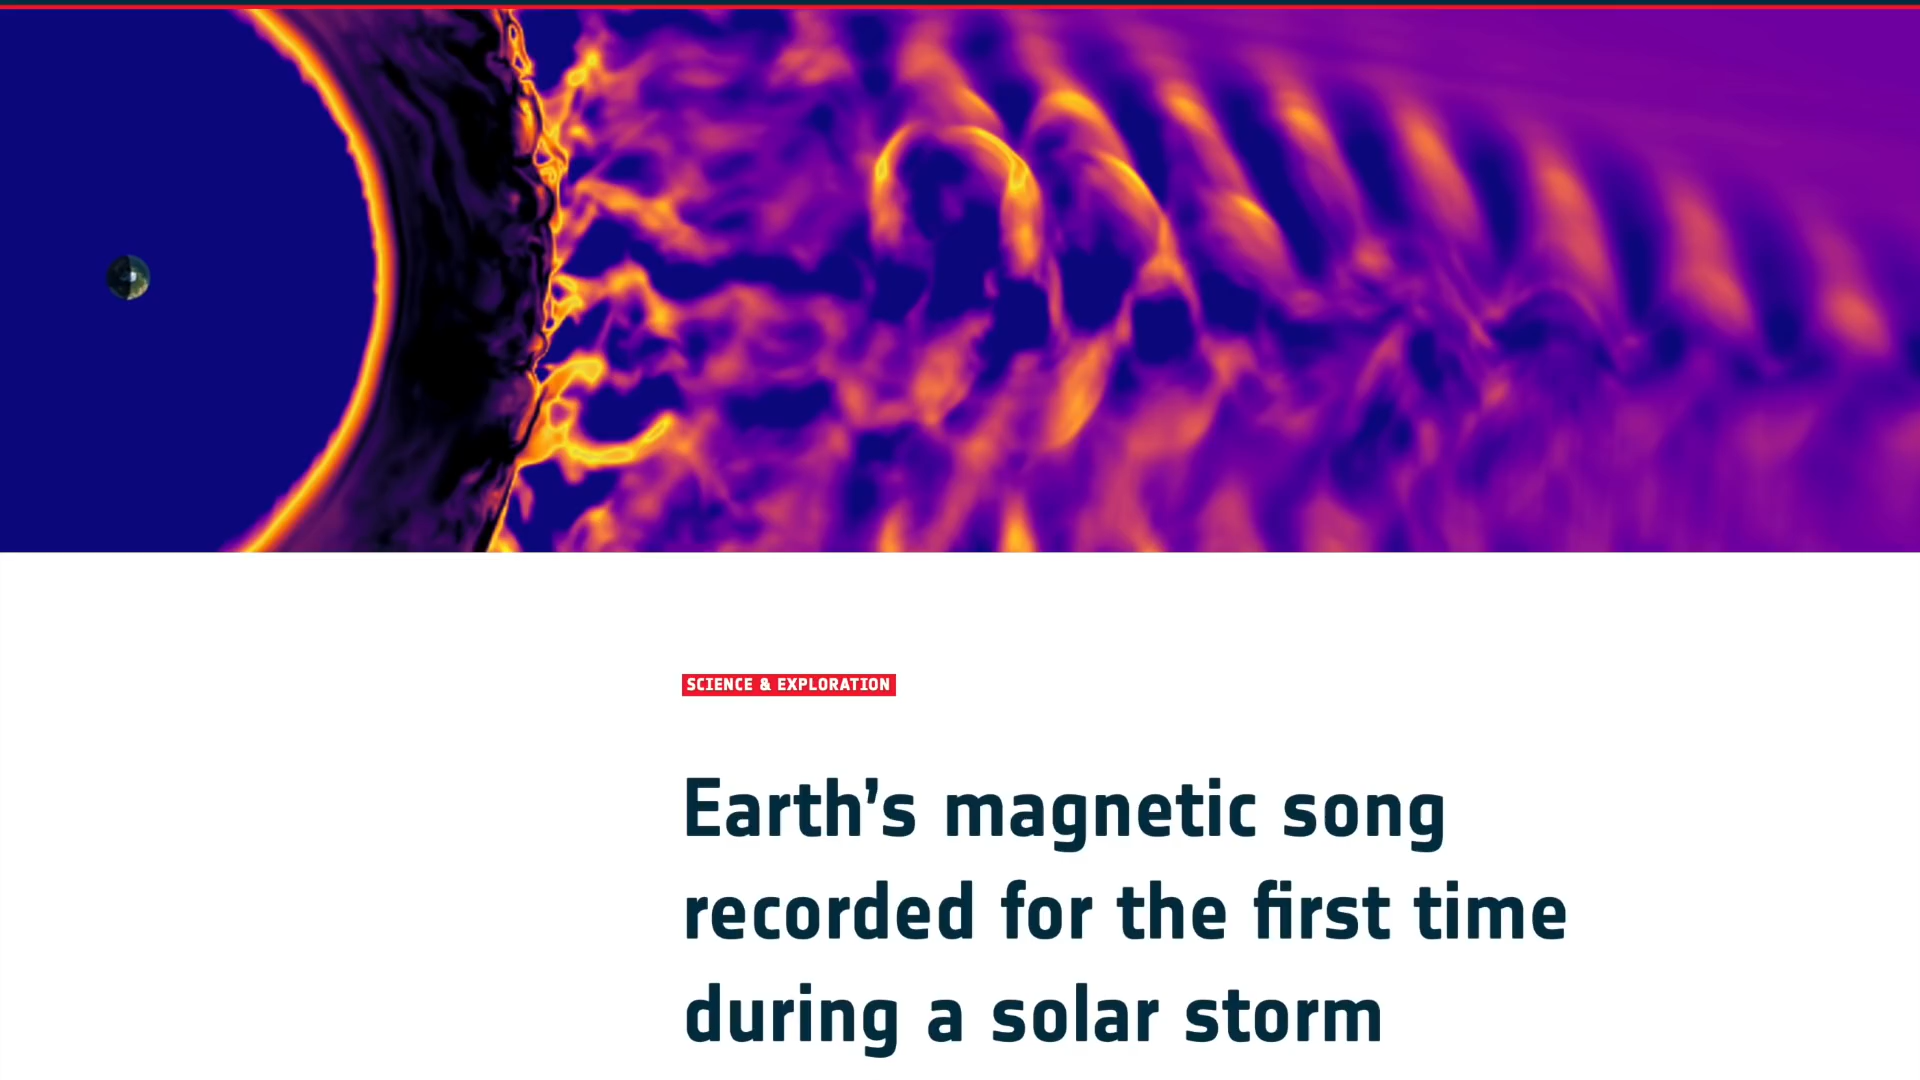 SCIENCE & EXPLORATION
Earth’s magnetic song
recorded for the first time
during a solar storm